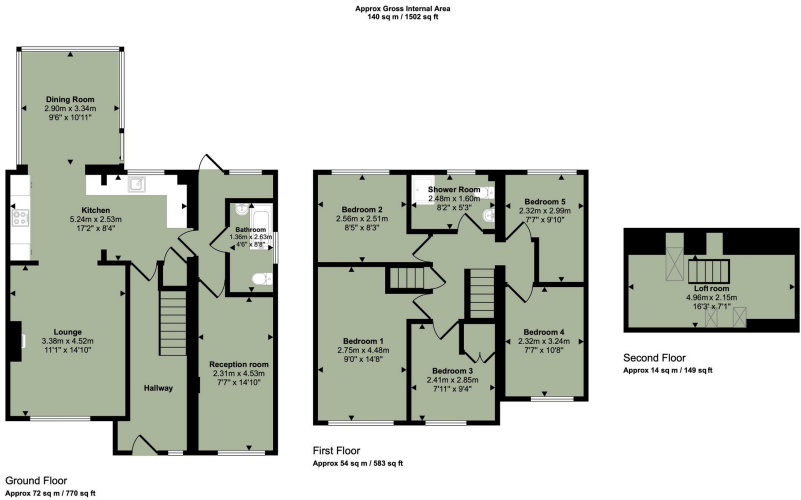 Approx Gross Internal Area
140 sq m / 1502 sq ft
Dining Room
2.90m x 3.34m
9'6" x 10'11"
Kitchen
5.24m x 2.53m
17'2" x 8'4"
Bathroom
1.36m x 2.63m
4'6" x 8'8"
Lounge
3.38m x 4.52m
11'1" x 14'10"
Hallway
Reception room
2.31m x 4.53m
7'7" x 14'10"
Ground Floor
Approx 72 sq m / 770 sq ft
Bedroom 2
2.56m x 2.51m
8'5" x 8'3"
Shower Room
2.48m x 1.60m
8'2" x 5'3"
Bedroom 5
2.32m x 2.99m
7'7" x 9'10"
Bedroom 1
2.75m x 4.48m
9'0" x 14'8"
Bedroom 3
2.41m x 2.85m
7'11" x 9'4"
Bedroom 4
2.32m x 3.24m
7'7" x 10'8"
First Floor
Approx 54 sq m / 583 sq ft
Loft room
4.96m x 2.15m
16'3" x 7'1"
Second Floor
Approx 14 sq m / 149 sq ft